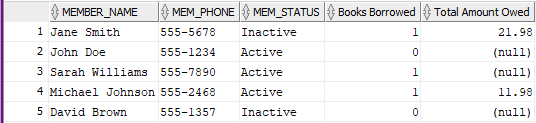 MEMBER_NAME MEM_PHONE MEM_STATUS Books Borrowed Total Amount Owed
1 Jane Smith 555-5678 Inactive 1 21.98
2 John Doe 555-1234 Active 0 (null)
3 Sarah Williams 555-7890 Active 1 (null)
4 Michael Johnson 555-2468 Active 1 11.98
5 David Brown 555-1357 Inactive 0 (null)